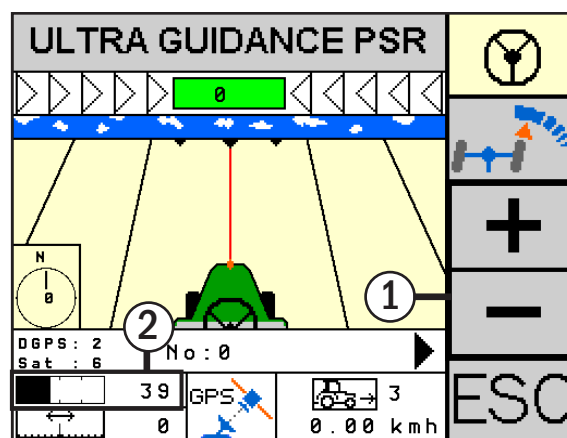 ULTRA GUIDANCE PSR
0
N
0
1
2
DGPS: 2
Sat : 6
No:0
39
GPS
3
0
0.00 kmh
ESC